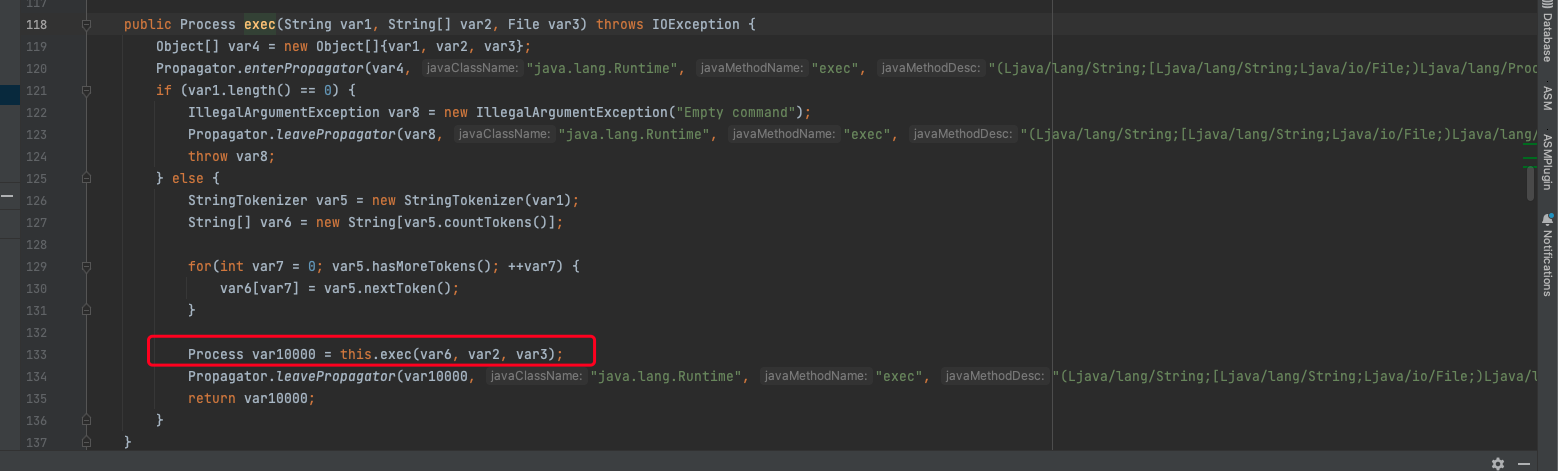 117
118 public Process exec(String var1, String[] var2, File var3) throws IOException {
119 Object[] var4 = new Object[]{var1, var2, var3};
120 Propagator.enterPropagator(var4, javaClassName: "java.lang.Runtime", javaMethodName: "exec", javaMethodDesc: "(Ljava/lang/String;[Ljava/lang/String;Ljava/io/File;)Ljava/lang/Proc
121 if (var1.length() == 0) {
122 IllegalArgumentException var8 = new IllegalArgumentException("Empty command");
123 Propagator.leavePropagator(var8, javaClassName: "java.lang.Runtime", javaMethodName: "exec", javaMethodDesc: "(Ljava/lang/String;[Ljava/lang/String;Ljava/io/File;)Ljava/lang/
124 throw var8;
125 } else {
126 StringTokenizer var5 = new StringTokenizer(var1);
127 String[] var6 = new String[var5.countTokens()];
128
129 for(int var7 = 0; var5.hasMoreTokens(); ++var7) {
130 var6[var7] = var5.nextToken();
131 }
132
133 Process var10000 = this.exec(var6, var2, var3);
134 Propagator.leavePropagator(var10000, javaClassName: "java.lang.Runtime", javaMethodName: "exec", javaMethodDesc: "(Ljava/lang/String;[Ljava/lang/String;Ljava/io/File;)Ljava/l
135 return var10000;
136 }
137 }
Database
ASM
ASMPlugin
Notifications